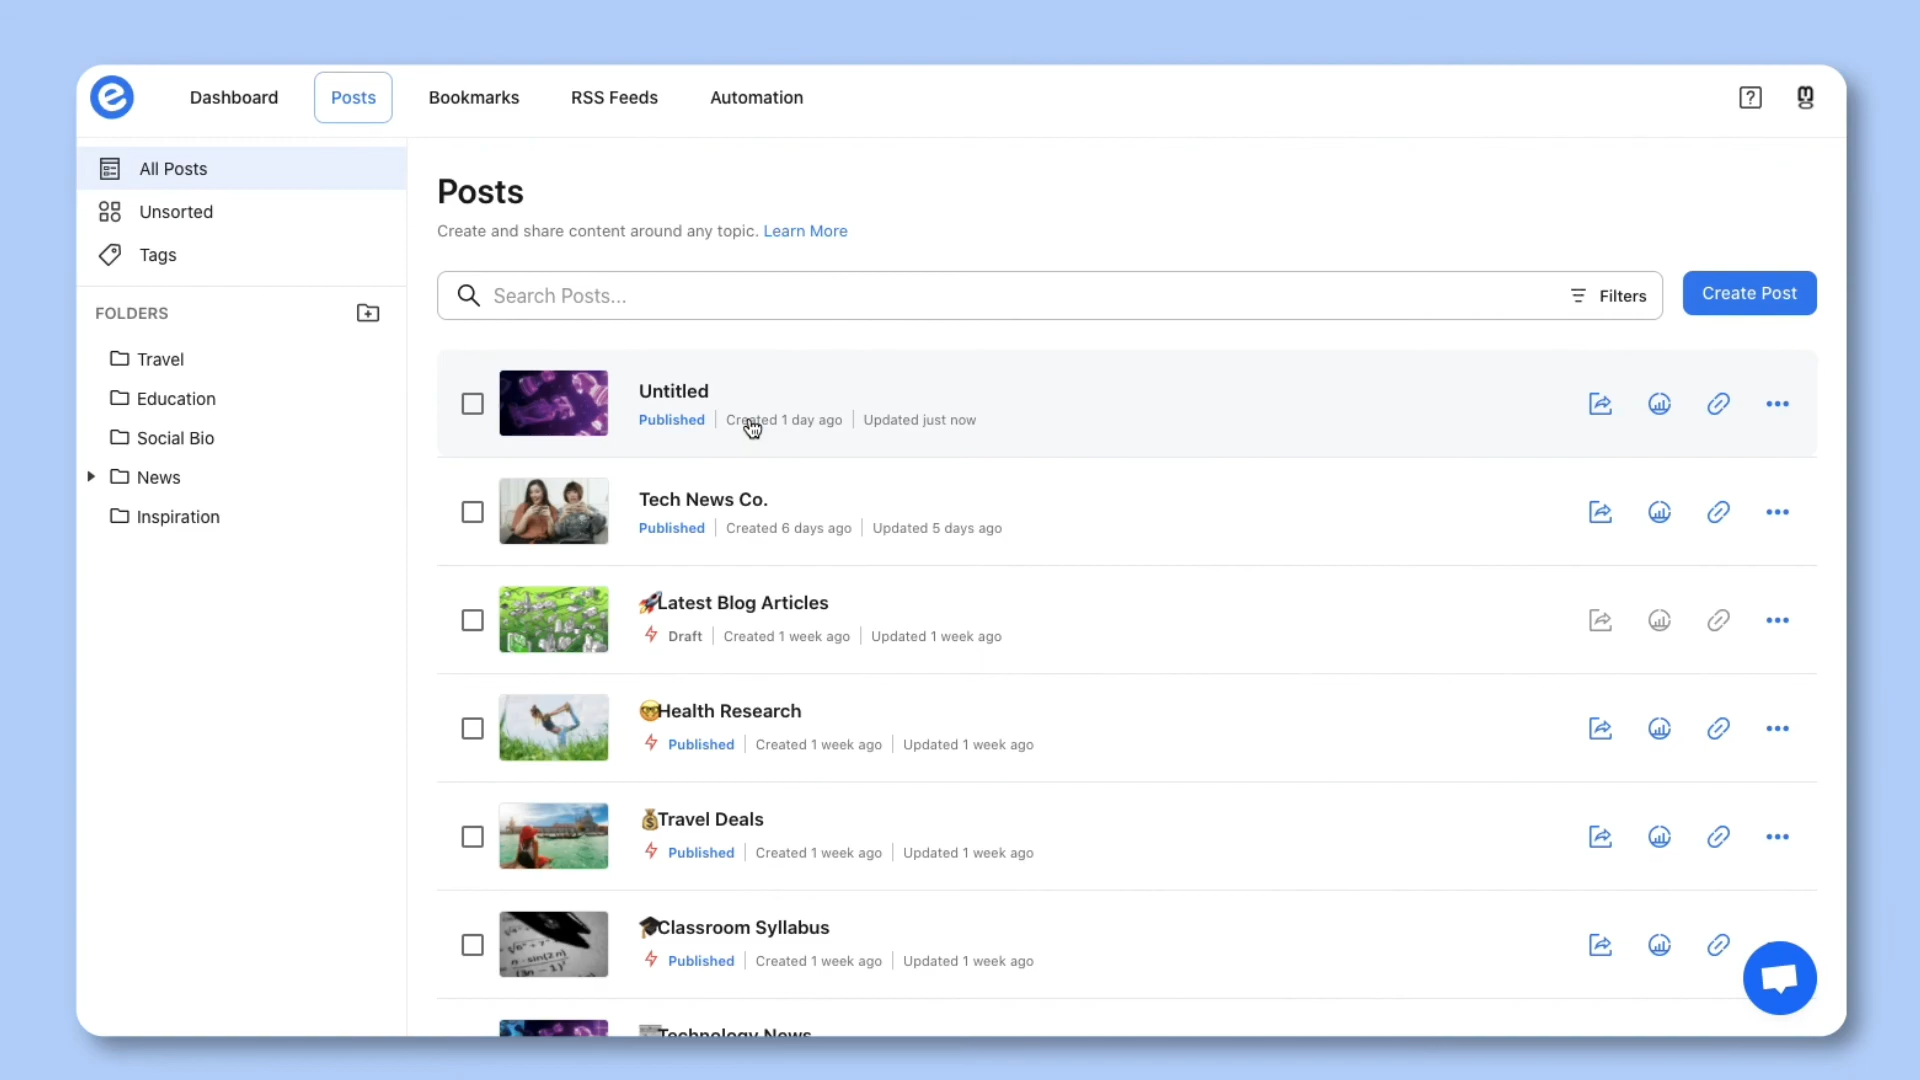 Dashboard
Posts
Bookmarks
RSS Feeds
Automation
All Posts
Unsorted
Tags
FOLDERS
Travel
Education
Social Bio
News
Inspiration
Posts
Create and share content around any topic. Learn More
Search Posts...
Filters
Create Post
Untitled
Published Created 1 day ago Updated just now
Tech News Co.
Published Created 6 days ago Updated 5 days ago
🚀Latest Blog Articles
Draft Created 1 week ago Updated 1 week ago
🤓Health Research
Published Created 1 week ago Updated 1 week ago
💰Travel Deals
Published Created 1 week ago Updated 1 week ago
🎓Classroom Syllabus
Published Created 1 week ago Updated 1 week ago
Technology News